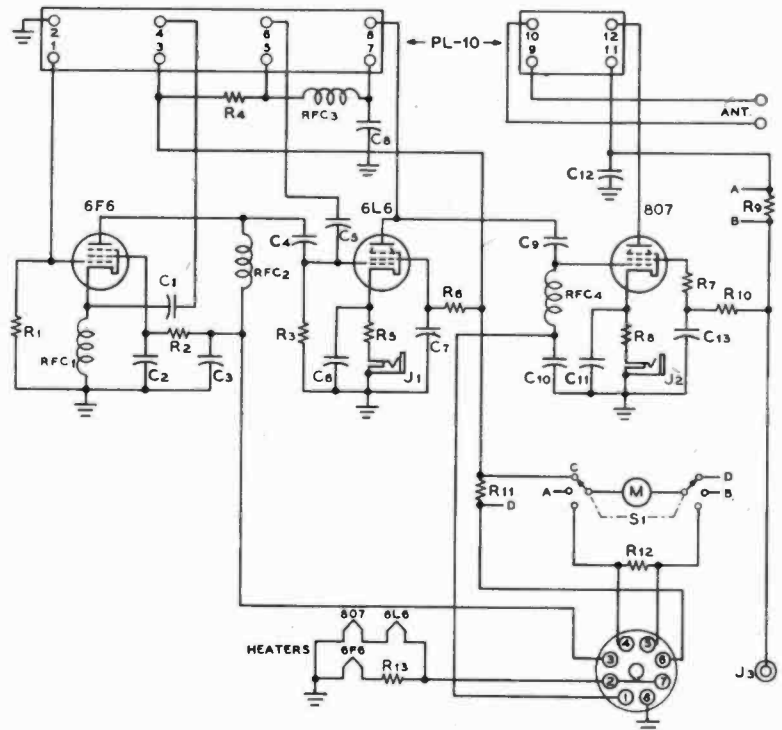 2 4 6 8
1 3 5 7
← PL-10 →
10 12
9 11
ANT.
R4
RFC3
C8
C12
A
R9
B
6F6
6L6
807
C1
C4
C5
C9
RFC2
R1
RFC1
R2
C2
C3
R3
C6
R5
J1
C7
R6
RFC4
C10
C11
R8
J2
R7
C13
R10
C
A
M
D
B
S1
R11
D
R12
HEATERS
807 6L6
6F6
R13
4 5
3 6
2 7
1 8
J3